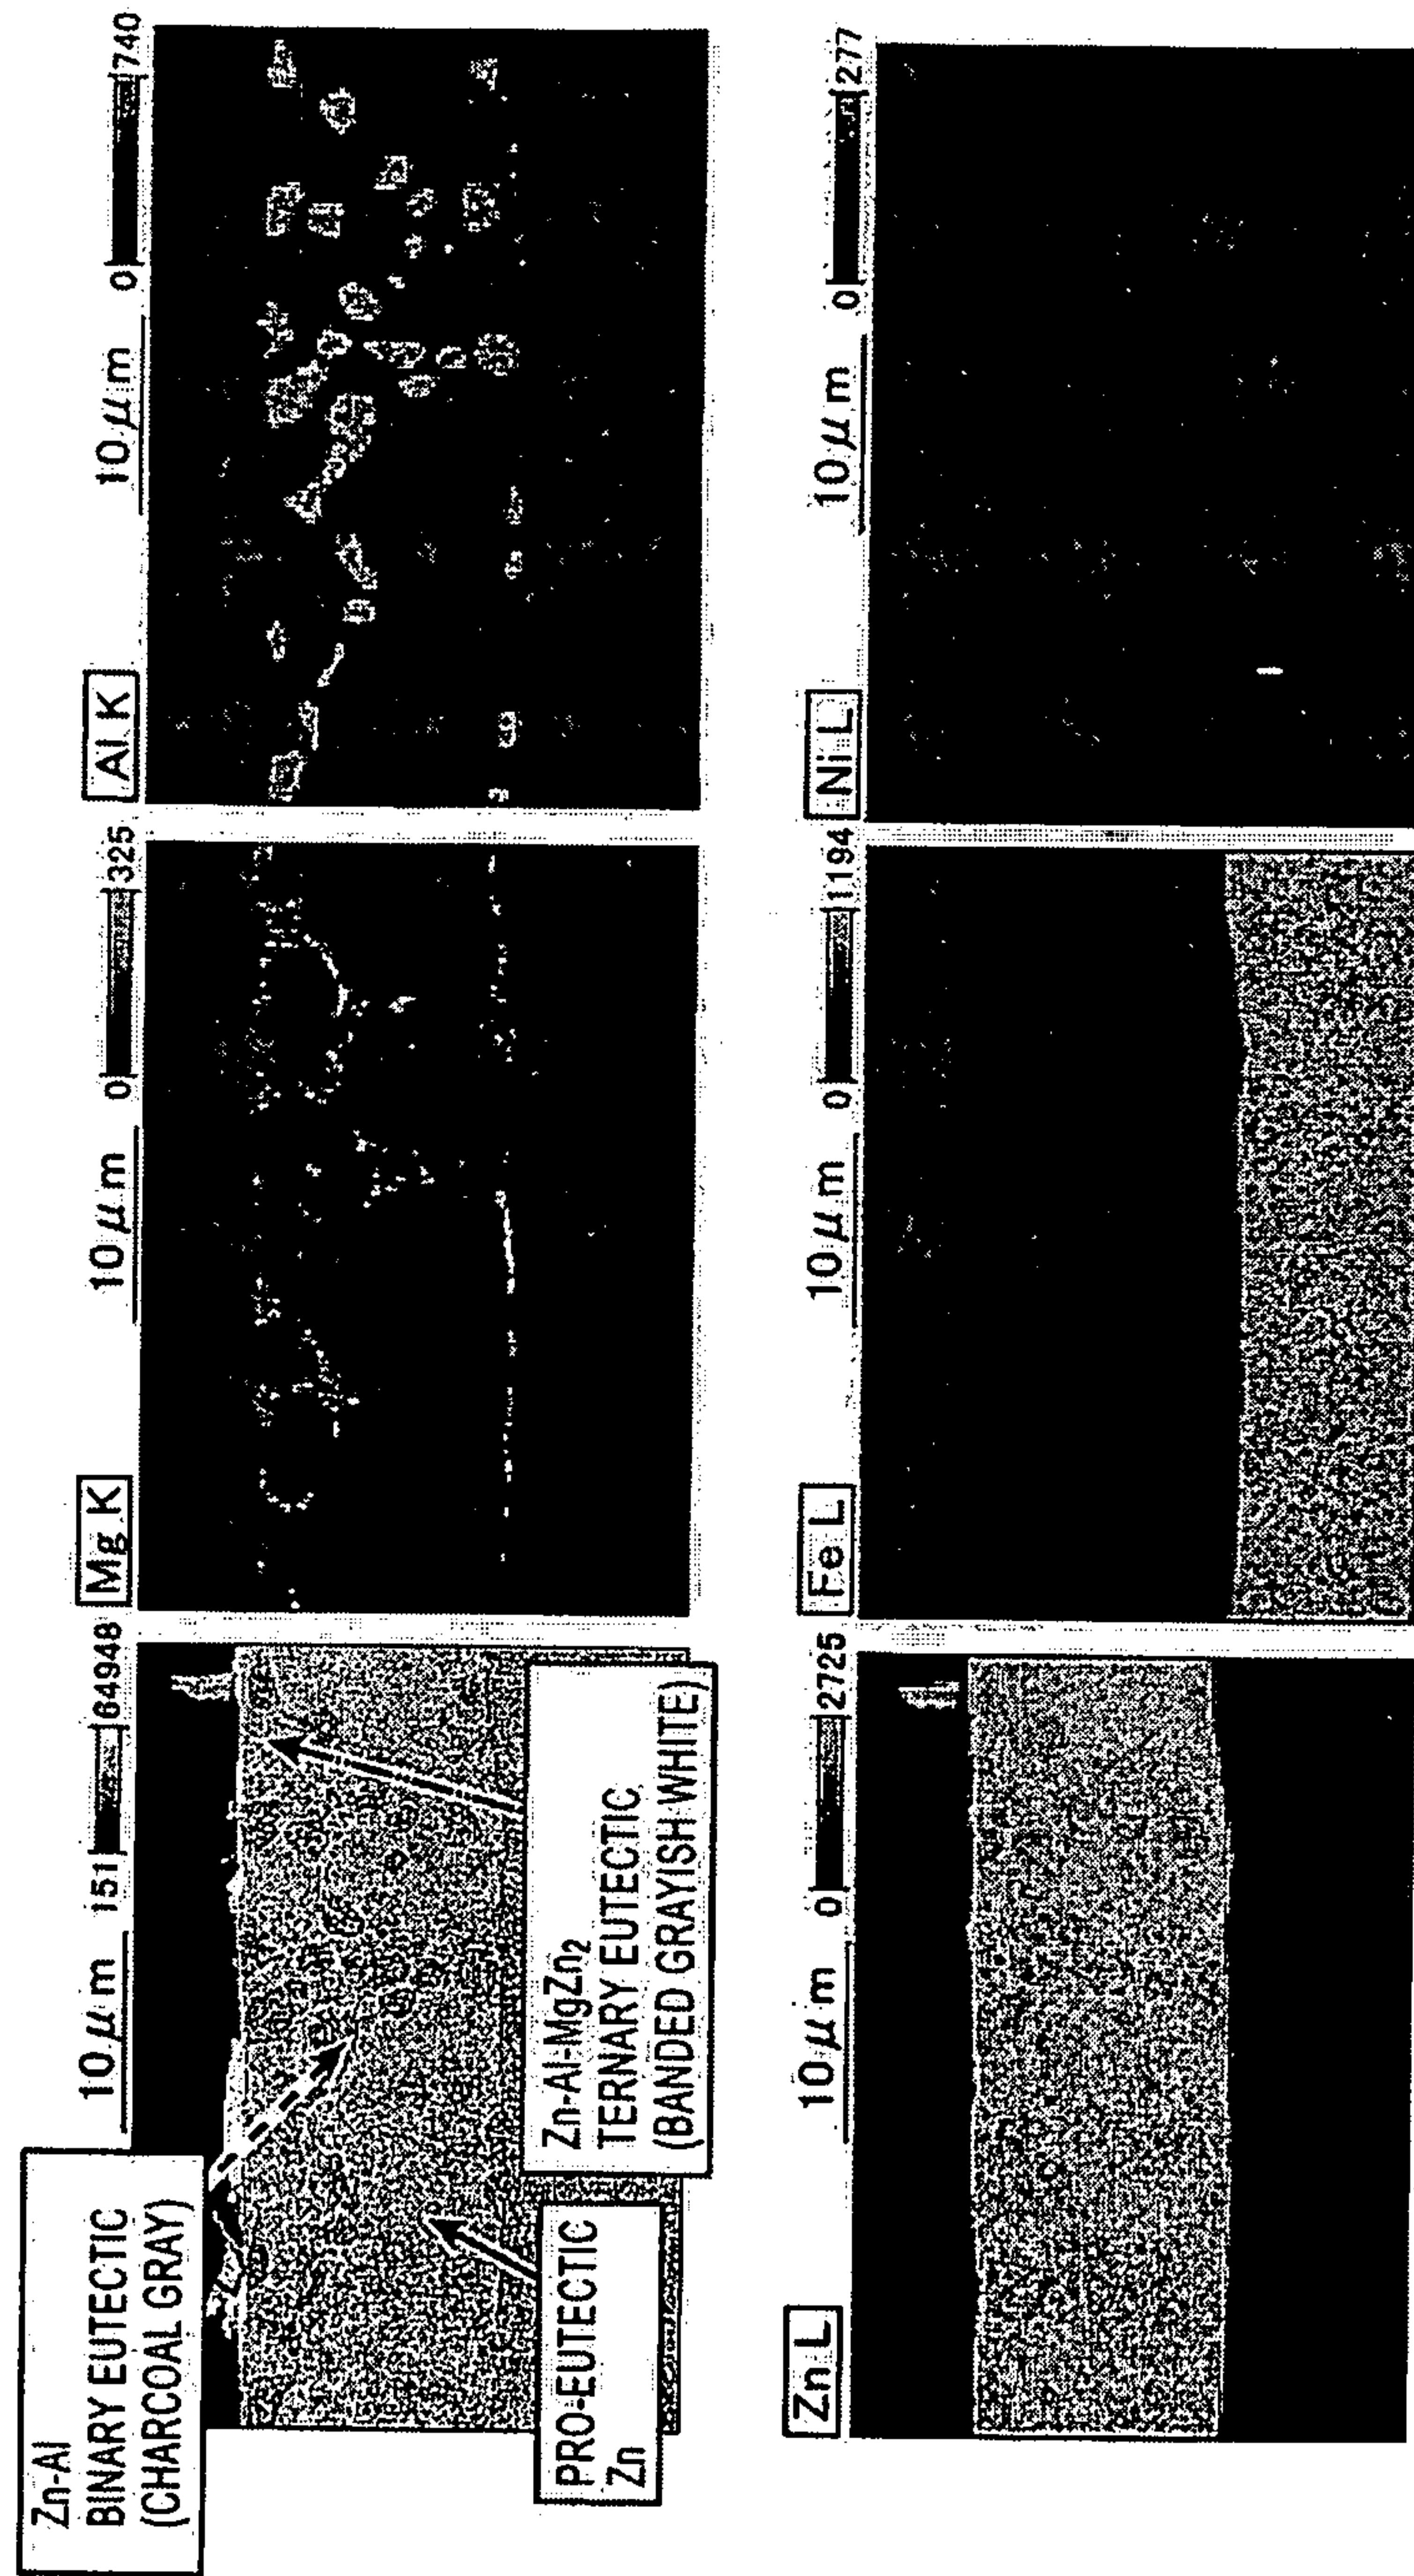 Zn-Al
BINARY EUTECTIC
(CHARCOAL GRAY)
10μm 151 64948
PRO-EUTECTIC
Zn
Zn-Al-MgZn₂
TERNARY EUTECTIC
(BANDED GRAYISH WHITE)
Mg K
10μm 0 325
Al K
10μm 0 740
Zn L
10μm 0 2725
Fe L
10μm 0 1194
Ni L
10μm 0 277